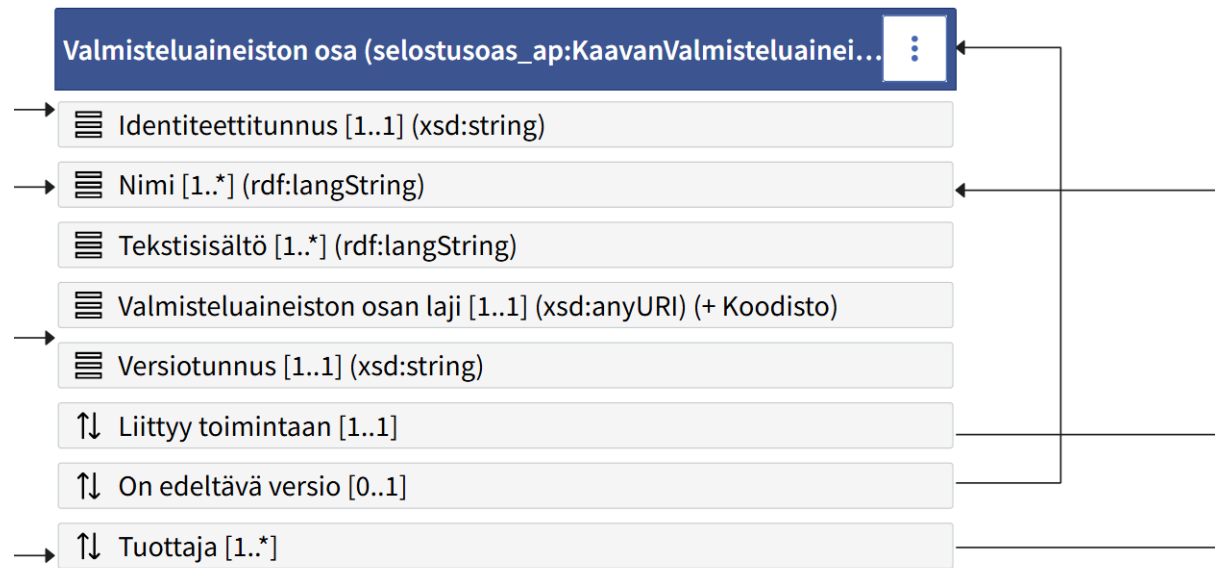 Valmisteluaineiston osa (selostusoas_ap:KaavanValmisteluainei...
Identiteettitunnus [1..1] (xsd:string)
Nimi [1..*] (rdf:langString)
Tekstisisältö [1..*] (rdf:langString)
Valmisteluaineiston osan laji [1..1] (xsd:anyURI) (+ Koodisto)
Versiotunnus [1..1] (xsd:string)
Liittyy toimintaan [1..1]
On edeltävä versio [0..1]
Tuottaja [1..*]